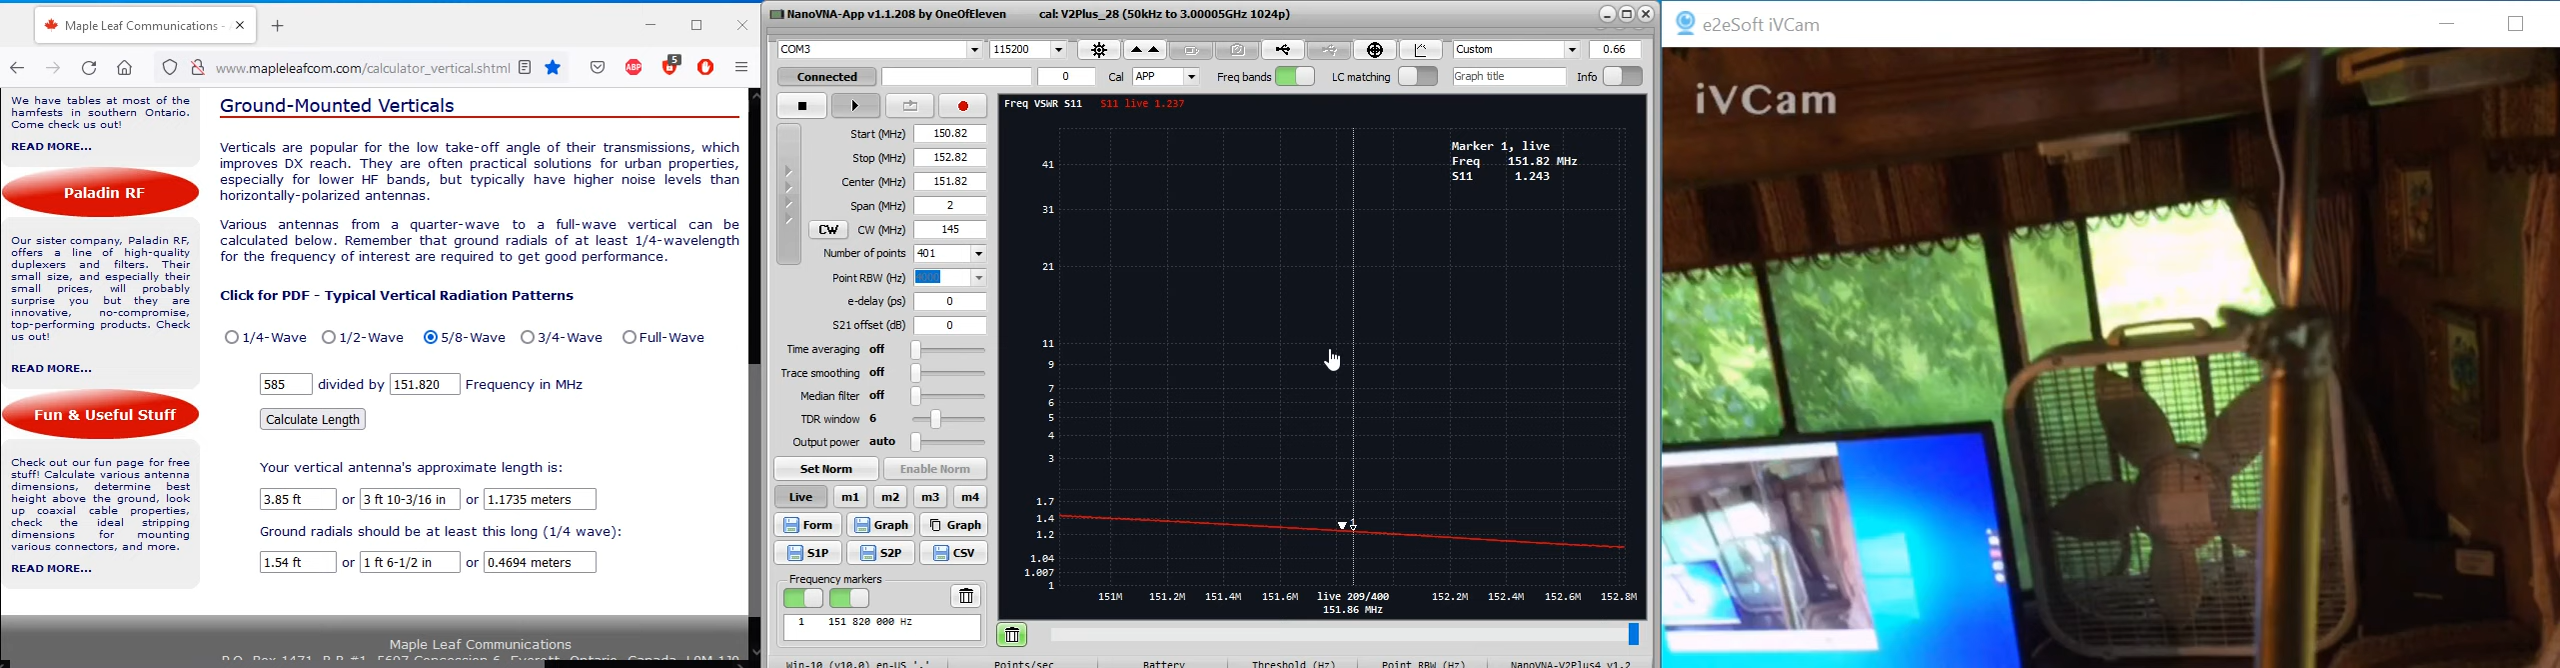 Maple Leaf Communications -
www.mapleleafcom.com/calculator_vertical.shtml
ABP
5
We have tables at most of the
hamfests in southern Ontario.
Come check us out!
READ MORE...
Paladin RF
Our sister company, Paladin RF,
offers a line of high-quality
duplexers and filters. Their
small size, and especially their
small prices, will probably
surprise you but they are
innovative, no-compromise,
top-performing products. Check
us out!
READ MORE...
Fun & Useful Stuff
Check out our fun page for free
stuff! Calculate various antenna
dimensions, determine best
height above the ground, look
up coaxial cable properties,
check the ideal stripping
dimensions for mounting
various connectors, and more.
READ MORE...
Ground-Mounted Verticals
Verticals are popular for the low take-off angle of their transmissions, which
improves DX reach. They are often practical solutions for urban properties,
especially for lower HF bands, but typically have higher noise levels than
horizontally-polarized antennas.
Various antennas from a quarter-wave to a full-wave vertical can be
calculated below. Remember that ground radials of at least 1/4-wavelength
for the frequency of interest are required to get good performance.
Click for PDF - Typical Vertical Radiation Patterns
1/4-Wave 1/2-Wave 5/8-Wave 3/4-Wave Full-Wave
585 divided by 151.820 Frequency in MHz
Calculate Length
Your vertical antenna's approximate length is:
3.85 ft or 3 ft 10-3/16 in or 1.1735 meters
Ground radials should be at least this long (1/4 wave):
1.54 ft or 1 ft 6-1/2 in or 0.4694 meters
Maple Leaf Communications
NanoVNA-App v1.1.208 by OneOfEleven cal: V2Plus_28 (50kHz to 3.00005GHz 1024p)
COM3 115200 Custom 0.66
Connected 0 Cal APP Freq bands LC matching Graph title Info
Start (MHz) 150.82
Stop (MHz) 152.82
Center (MHz) 151.82
Span (MHz) 2
CW CW (MHz) 145
Number of points 401
Point RBW (Hz)
e-delay (ps) 0
S21 offset (dB) 0
Time averaging off
Trace smoothing off
Median filter off
TDR window 6
Output power auto
Set Norm Enable Norm
Live m1 m2 m3 m4
Form Graph Graph
S1P S2P CSV
Frequency markers
1 151 820 000 Hz
Freq VSWR S11 S11 live 1.237
Marker 1, live
Freq 151.82 MHz
S11 1.243
41
31
21
11
9
7
6
5
4
3
1.7
1.4
1.2
1.04
1.007
1
1
151M 151.2M 151.4M 151.6M live 209/400 152.2M 152.4M 152.6M 152.8M
151.86 MHz
Win-10 (v10.0) en-US '.' Points/sec Battery Threshold (Hz) Point RBW (Hz) NanoVNA-V2Plus4 v1.2
e2eSoft iVCam
iVCam